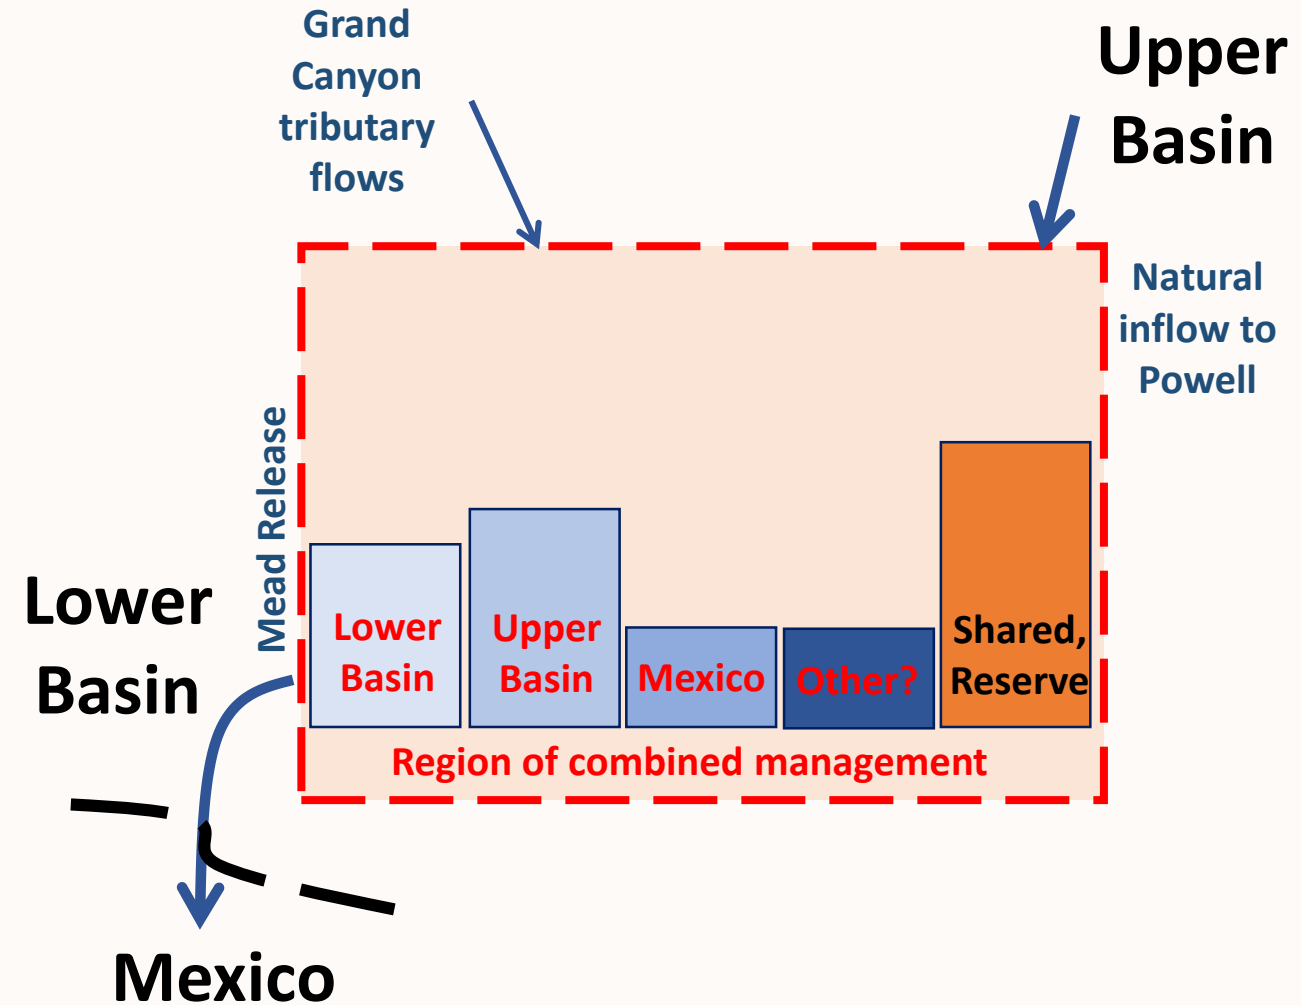 Grand
Canyon
tributary
flows
Upper
Basin
Natural
inflow to
Powell
Mead Release
Lower
Basin
Lower
Basin
Upper
Basin
Mexico
Other?
Shared,
Reserve
Region of combined management
Mexico